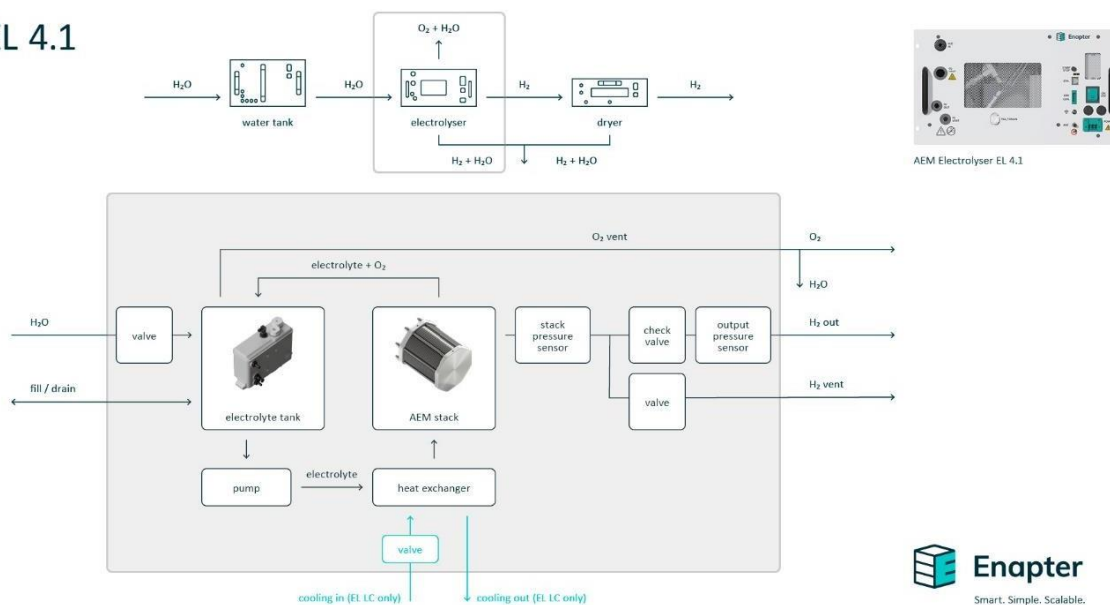 EL 4.1
O₂ + H₂O
H₂O
H₂O
H₂
H₂
water tank
electrolyser
dryer
H₂ + H₂O
H₂ + H₂O
Enapter
AEM Electrolyser EL 4.1
O₂ vent
O₂
electrolyte + O₂
H₂O
H₂O
valve
stack
pressure
sensor
check
valve
output
pressure
sensor
H₂ out
fill / drain
H₂ vent
electrolyte tank
AEM stack
valve
pump
electrolyte
heat exchanger
valve
cooling in (EL LC only)
cooling out (EL LC only)
Enapter
Smart. Simple. Scalable.